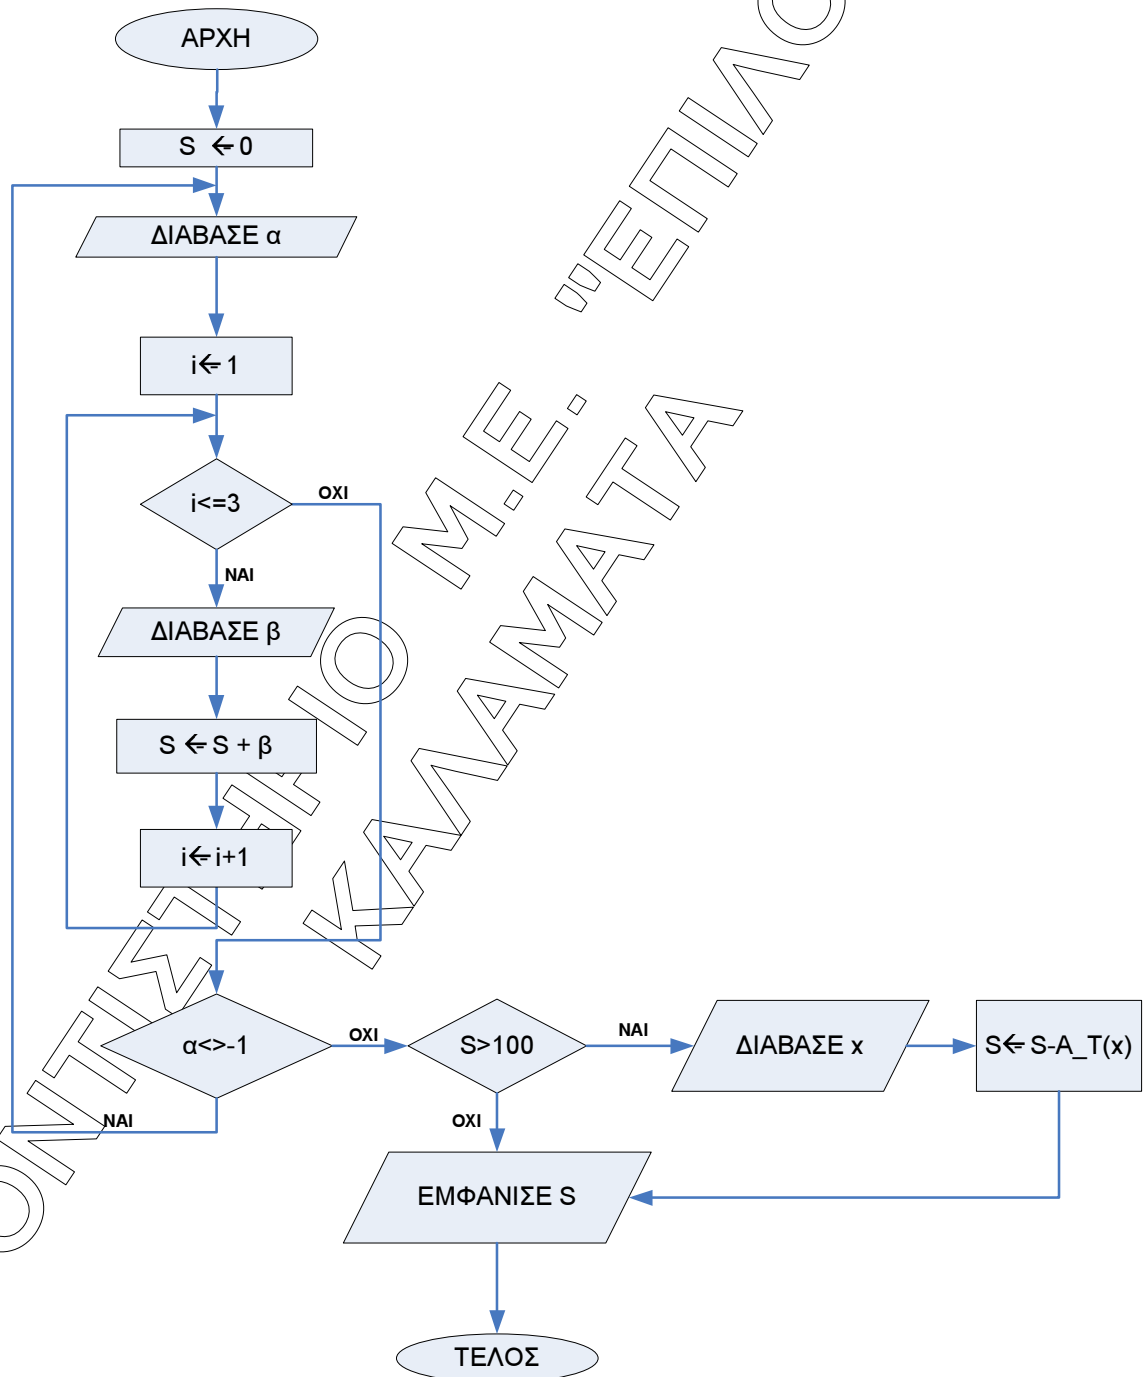 ΑΡΧΗ
S ← 0
ΔΙΑΒΑΣΕ α
i ← 1
i<=3
ΟΧΙ
ΝΑΙ
ΔΙΑΒΑΣΕ β
S ← S + β
i ← i+1
α<>-1
ΟΧΙ
S>100
ΝΑΙ
ΔΙΑΒΑΣΕ x
S ← S-A_T(x)
ΝΑΙ
ΟΧΙ
ΕΜΦΑΝΙΣΕ S
ΤΕΛΟΣ
Μ.Ε. "ΕΠΙΛΟ
ΚΑΛΑΜΑΤΑ